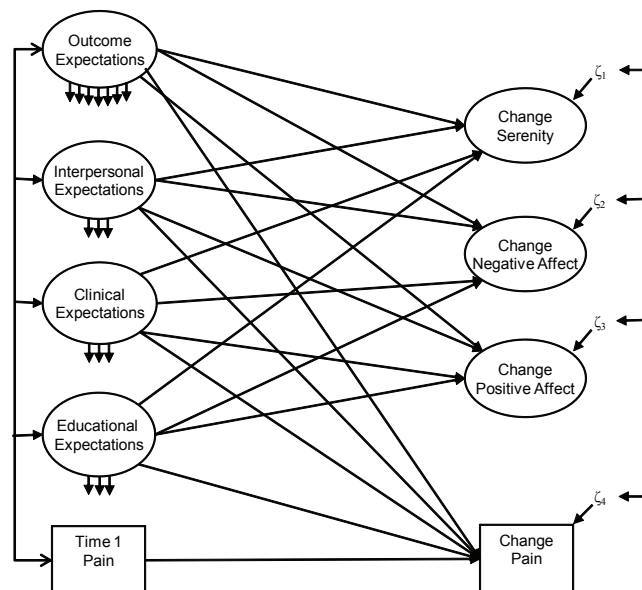 Outcome
Expectations
Interpersonal
Expectations
Clinical
Expectations
Educational
Expectations
Time 1
Pain
ζ1
Change
Serenity
ζ2
Change
Negative Affect
ζ3
Change
Positive Affect
ζ4
Change
Pain